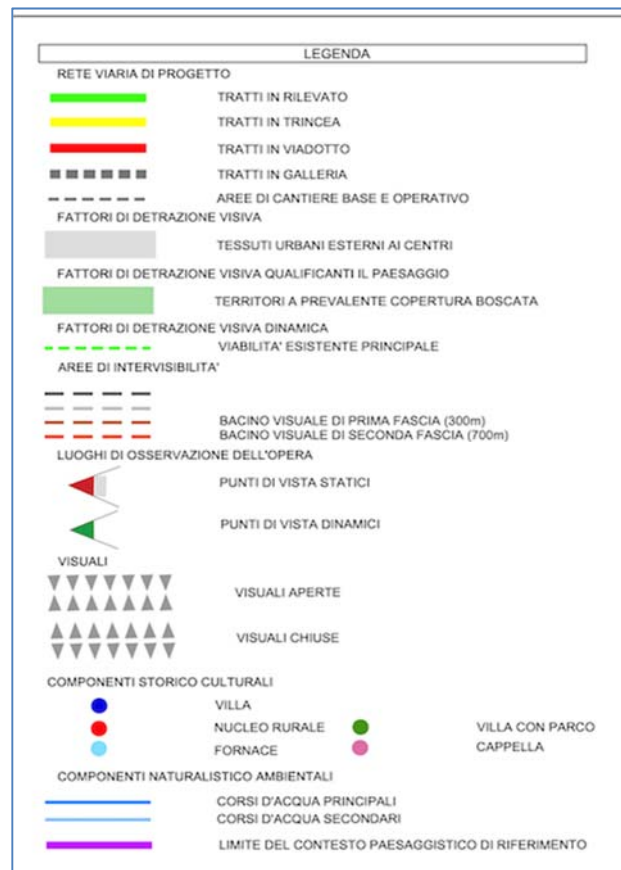 LEGENDA
RETE VIARIA DI PROGETTO
TRATTI IN RILEVATO
TRATTI IN TRINCEA
TRATTI IN VIADOTTO
TRATTI IN GALLERIA
AREE DI CANTIERE BASE E OPERATIVO
FATTORI DI DETRAZIONE VISIVA
TESSUTI URBANI ESTERNI AI CENTRI
FATTORI DI DETRAZIONE VISIVA QUALIFICANTI IL PAESAGGIO
TERRITORI A PREVALENTE COPERTURA BOSCATA
FATTORI DI DETRAZIONE VISIVA DINAMICA
VIABILITA' ESISTENTE PRINCIPALE
AREE DI INTERVISIBILITA'
BACINO VISUALE DI PRIMA FASCIA (300m)
BACINO VISUALE DI SECONDA FASCIA (700m)
LUOGHI DI OSSERVAZIONE DELL'OPERA
PUNTI DI VISTA STATICI
PUNTI DI VISTA DINAMICI
VISUALI
VISUALI APERTE
VISUALI CHIUSE
COMPONENTI STORICO CULTURALI
VILLA
NUCLEO RURALE VILLA CON PARCO
FORNACE CAPPELLA
COMPONENTI NATURALISTICO AMBIENTALI
CORSI D'ACQUA PRINCIPALI
CORSI D'ACQUA SECONDARI
LIMITE DEL CONTESTO PAESAGGISTICO DI RIFERIMENTO